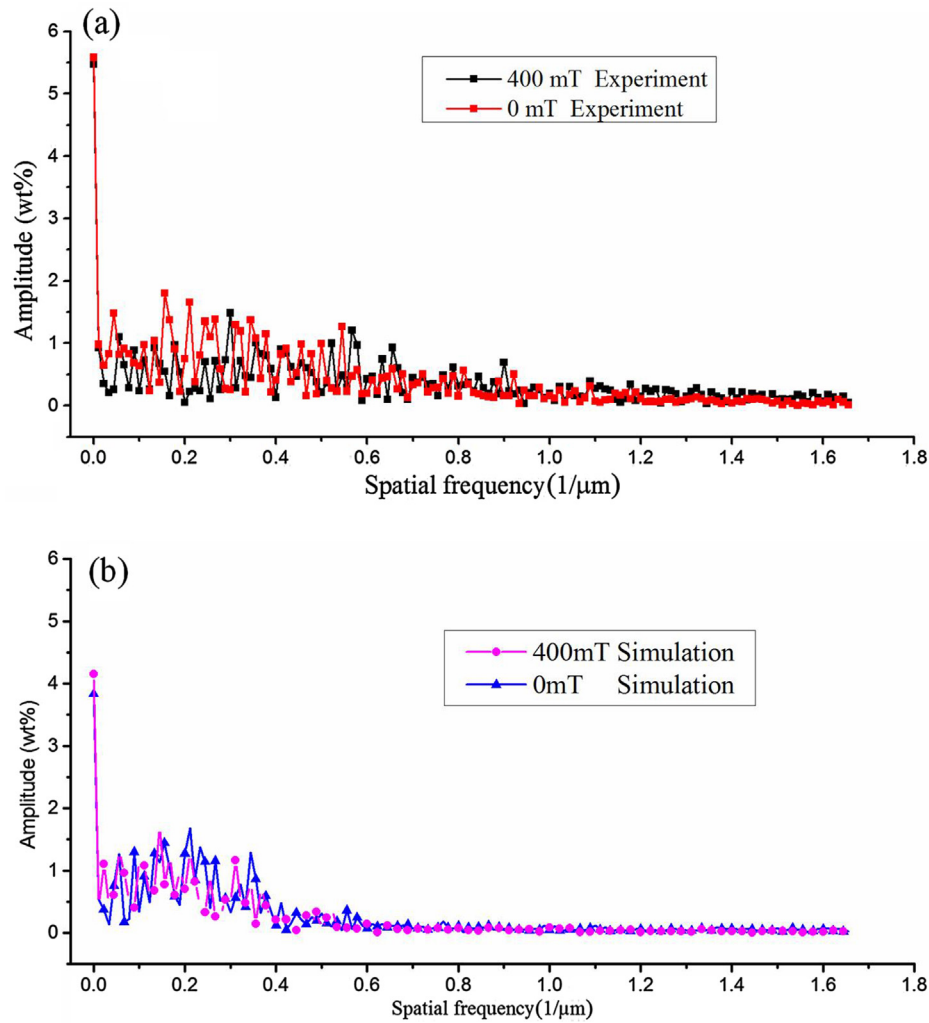 (a)
400 mT Experiment
0 mT Experiment
Amplitude (wt%)
6
5
4
3
2
1
0
0.0 0.2 0.4 0.6 0.8 1.0 1.2 1.4 1.6 1.8
Spatial frequency(1/μm)
(b)
400mT Simulation
0mT Simulation
Amplitude (wt%)
6
5
4
3
2
1
0
0.0 0.2 0.4 0.6 0.8 1.0 1.2 1.4 1.6 1.8
Spatial frequency(1/μm)